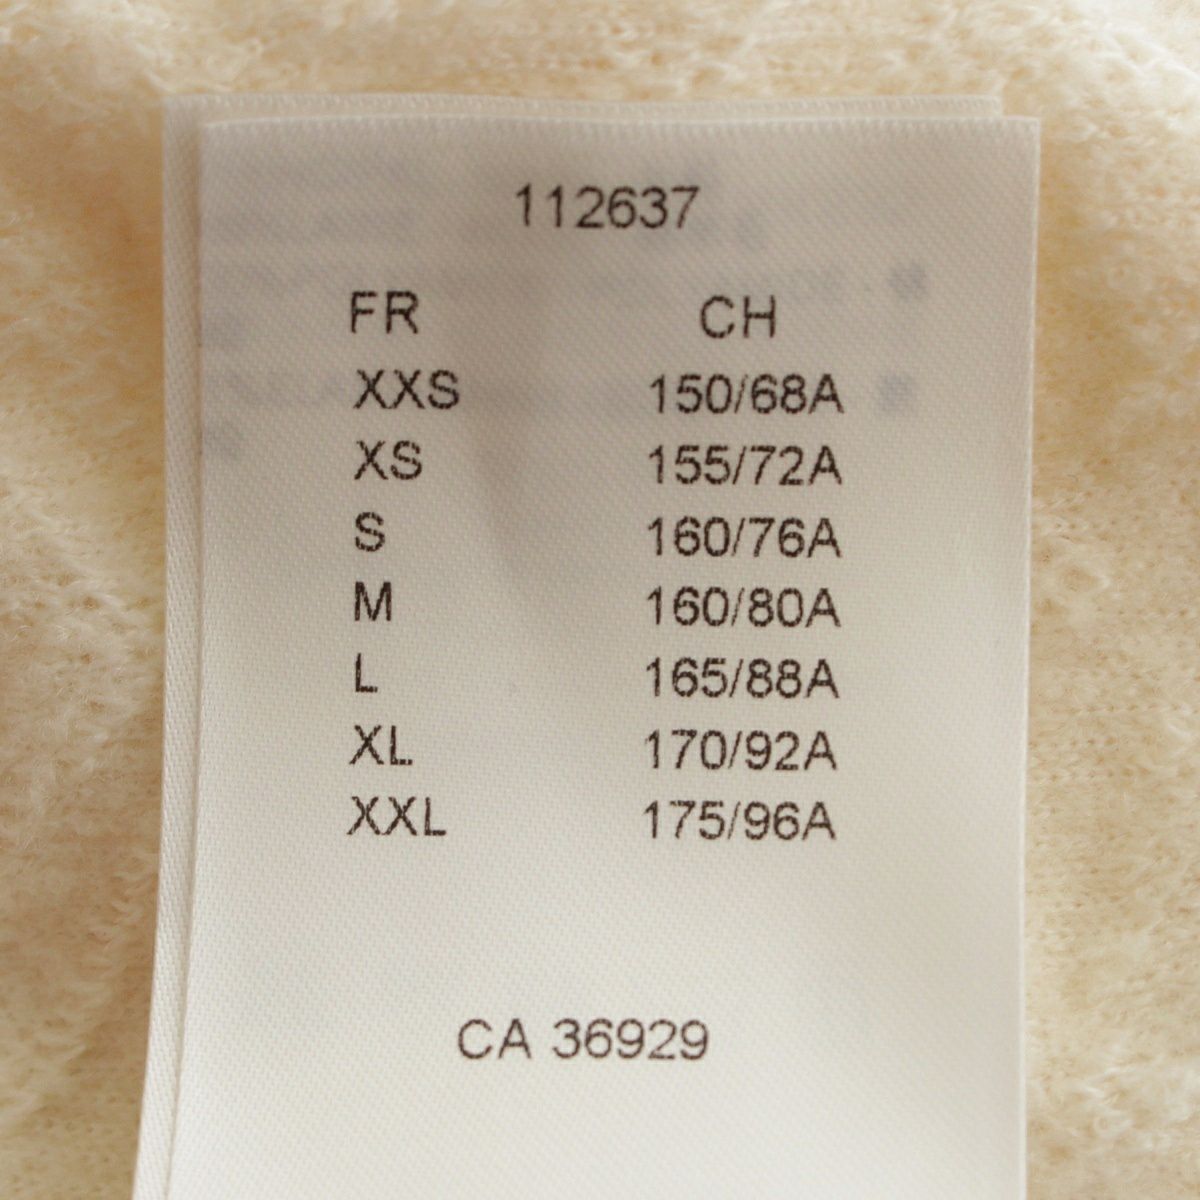 112637
FR CH
XXS 150/68A
XS 155/72A
S 160/76A
M 160/80A
L 165/88A
XL 170/92A
XXL 175/96A
CA 36929